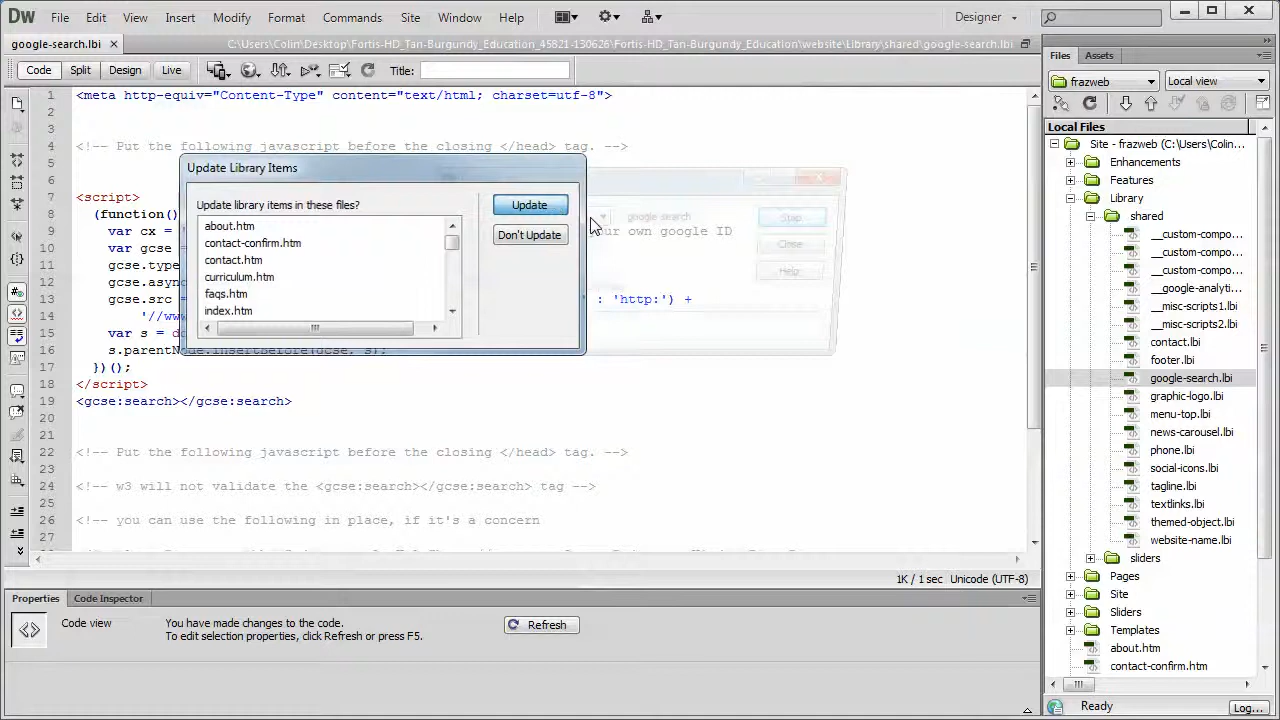 Dw File Edit View Insert Modify Format Commands Site Window Help Designer
google-search.lbi C:\Users\Colin\Desktop\Fortis-HD_Tan-Burgundy_Education_45821-130626\Fortis-HD_Tan-Burgundy_Education\website\Library\shared\google-search.lbi
Code Split Design Live Title:
1 <meta http-equiv="Content-Type" content="text/html; charset=utf-8">
2
3
4 <!-- Put the following javascript before the closing </head> tag. -->
5
6
7 <script>
8 (function()
9 var cx = our own google ID
10 var gcse
11 gcse.type
12 gcse.asyn
13 gcse.src ' : 'http:') +
14 '//www
15 var s = d
16 s.parentNode.insertBefore(gcse, s);
17 })();
18 </script>
19 <gcse:search></gcse:search>
20
21
22 <!-- Put the following javascript before the closing </head> tag. -->
23
24 <!-- w3 will not validate the <gcse:search></gcse:search> tag -->
25
26 <!-- you can use the following in place, if it's a concern
27
Update Library Items
Update library items in these files?
about.htm
contact-confirm.htm
contact.htm
curriculum.htm
faqs.htm
index.htm
Update
Don't Update
google-search
Stop
Close
Help
1K / 1 sec Unicode (UTF-8)
Properties Code Inspector
Code view
You have made changes to the code.
To edit selection properties, click Refresh or press F5.
Refresh
Files Assets
frazweb Local view
Local Files
Site - frazweb (C:\Users\Colin...
Enhancements
Features
Library
shared
__custom-compo...
__custom-compo...
__custom-compo...
__google-analyti...
__misc-scripts1.lbi
__misc-scripts2.lbi
contact.lbi
footer.lbi
google-search.lbi
graphic-logo.lbi
menu-top.lbi
news-carousel.lbi
phone.lbi
social-icons.lbi
tagline.lbi
textlinks.lbi
themed-object.lbi
website-name.lbi
sliders
Pages
Site
Sliders
Templates
about.htm
contact-confirm.htm
Ready Log...